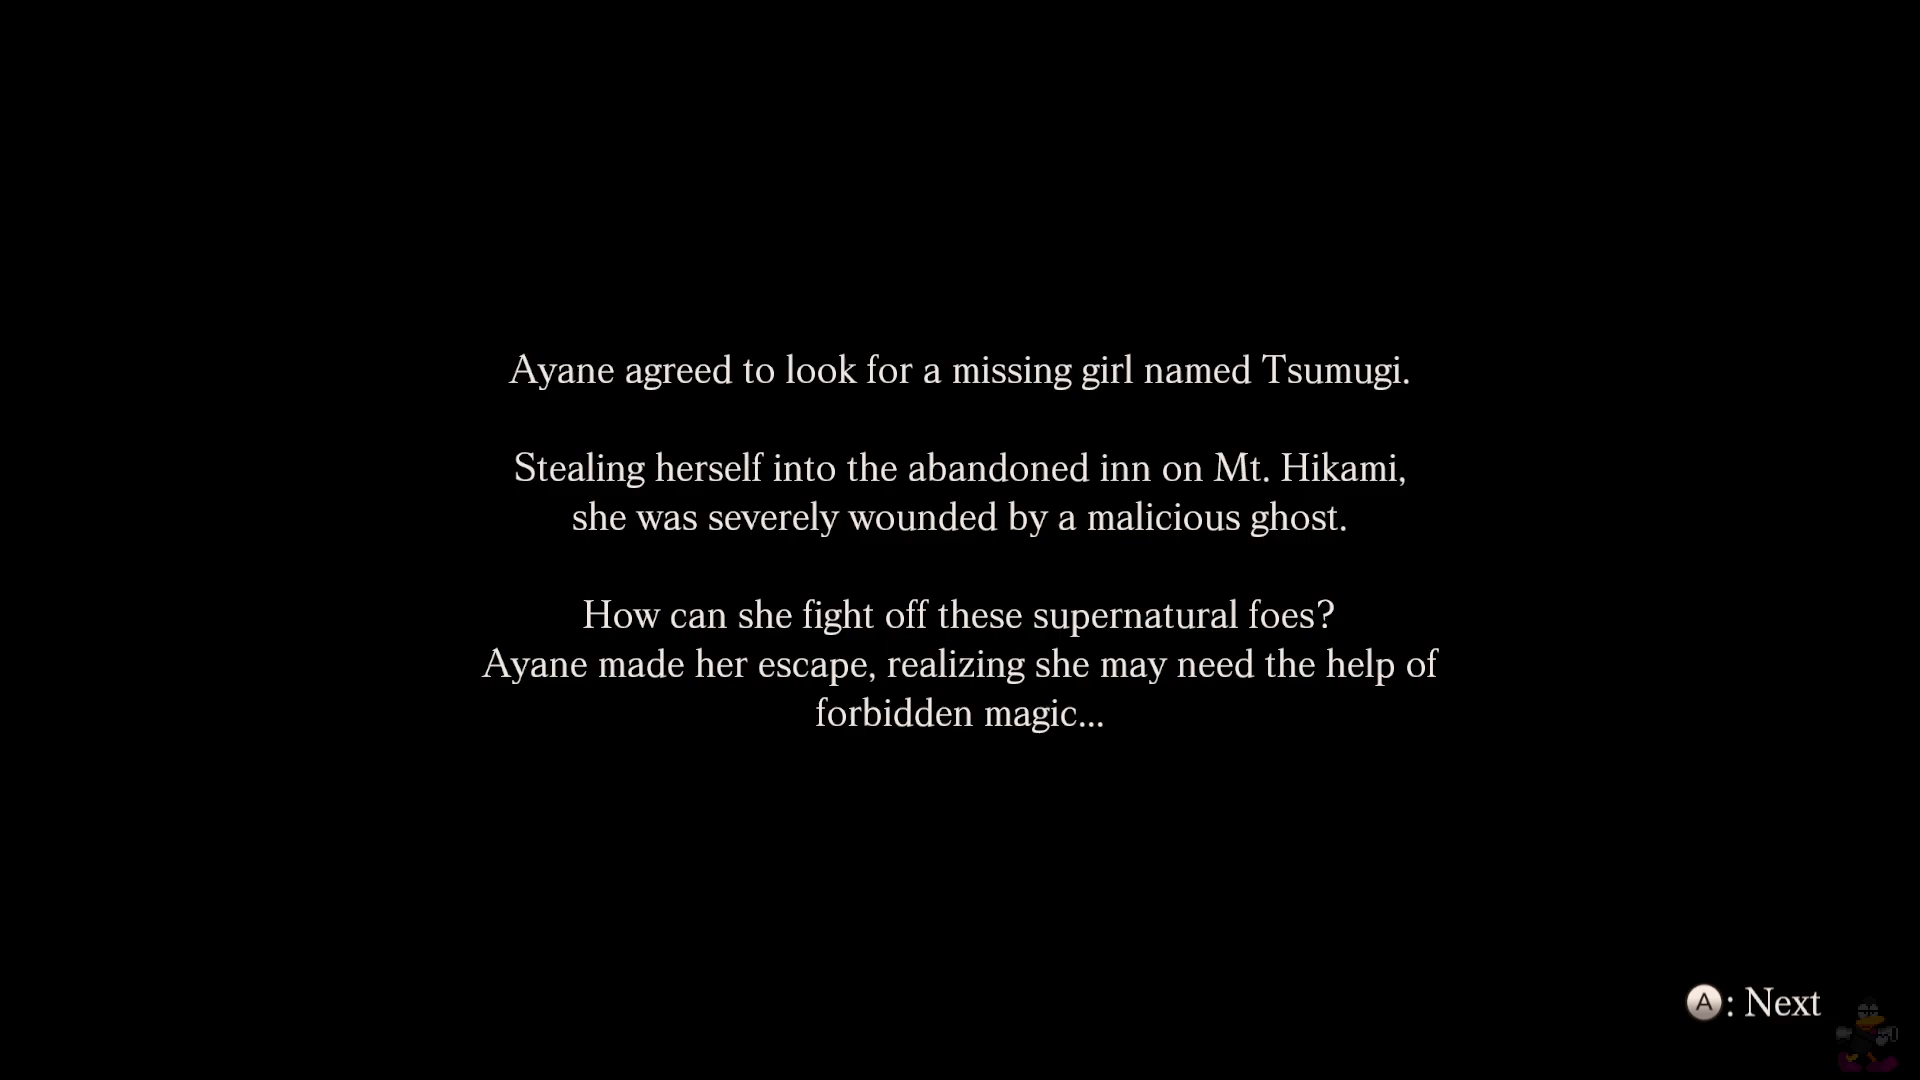 Ayane agreed to look for a missing girl named Tsumugi.
Stealing herself into the abandoned inn on Mt. Hikami,
she was severely wounded by a malicious ghost.
How can she fight off these supernatural foes?
Ayane made her escape, realizing she may need the help of
forbidden magic...
A: Next